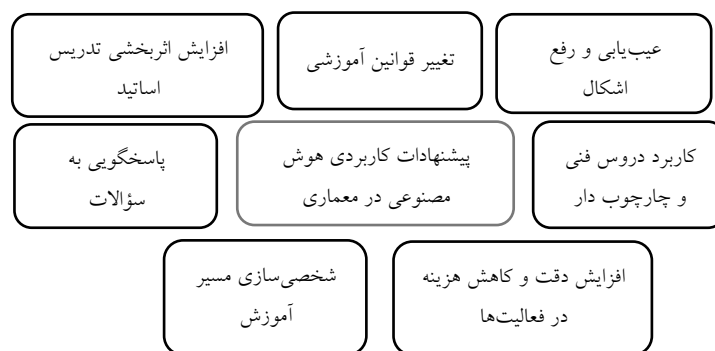 عیب‌یابی و رفع
اشکال
تغییر قوانین آموزشی
افزایش اثربخشی تدریس
اساتید
کاربرد دروس فنی
و چارچوب دار
پیشنهادات کاربردی هوش
مصنوعی در معماری
پاسخگویی به
سؤالات
افزایش دقت و کاهش هزینه
در فعالیت‌ها
شخصی‌سازی مسیر
آموزش